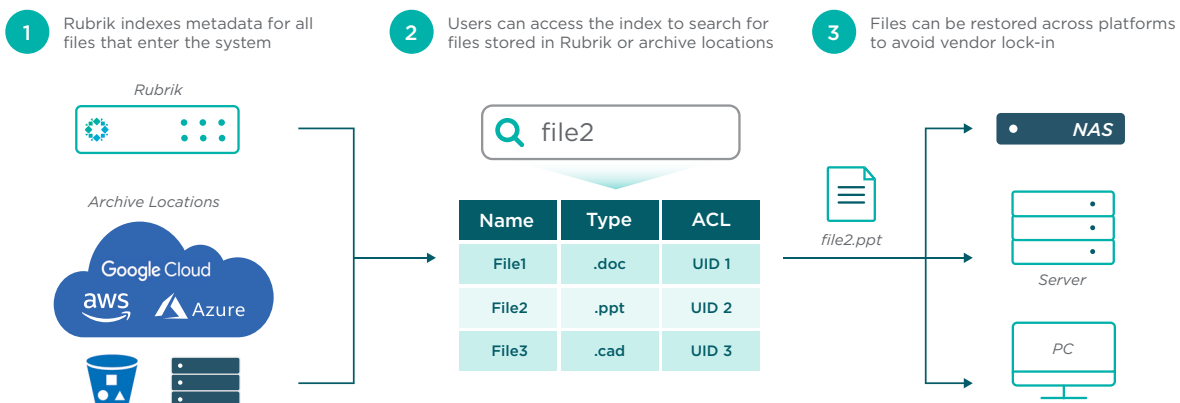 1
Rubrik indexes metadata for all
files that enter the system
2
Users can access the index to search for
files stored in Rubrik or archive locations
3
Files can be restored across platforms
to avoid vendor lock-in
Rubrik
Archive Locations
Google Cloud
aws
Azure
file2
Name Type ACL
File1 .doc UID 1
File2 .ppt UID 2
File3 .cad UID 3
file2.ppt
NAS
Server
PC